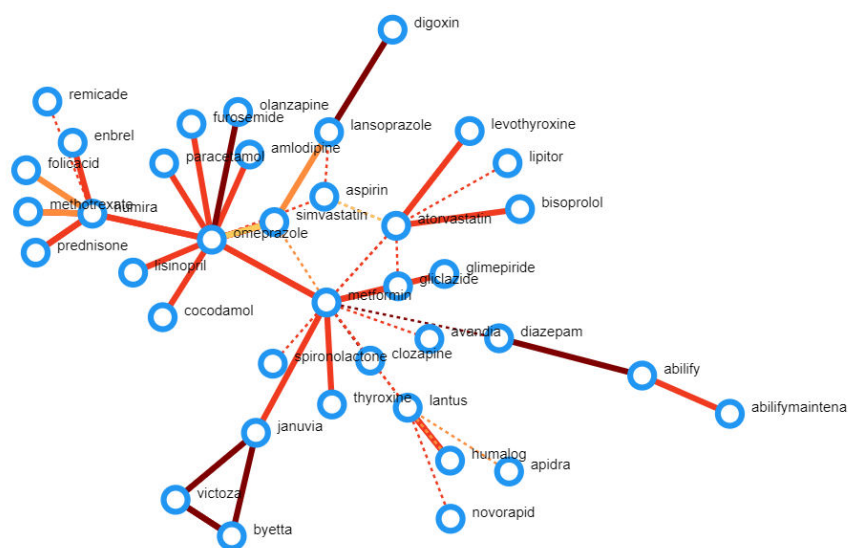 digoxin
remicade
olanzapine
furosemide
lansoprazole
levothyroxine
enbrel
amlodipine
paracetamol
lipitor
folicacid
aspirin
methotrexate
humira
bisoprolol
simvastatin
atorvastatin
omeprazole
prednisone
lisinopril
glimepiride
metformin
gliclazide
cocodamol
avandia
diazepam
spironolactone
clozapine
abilify
thyroxine
lantus
abilifymaintena
januvia
humalog
apidra
victoza
novorapid
byetta